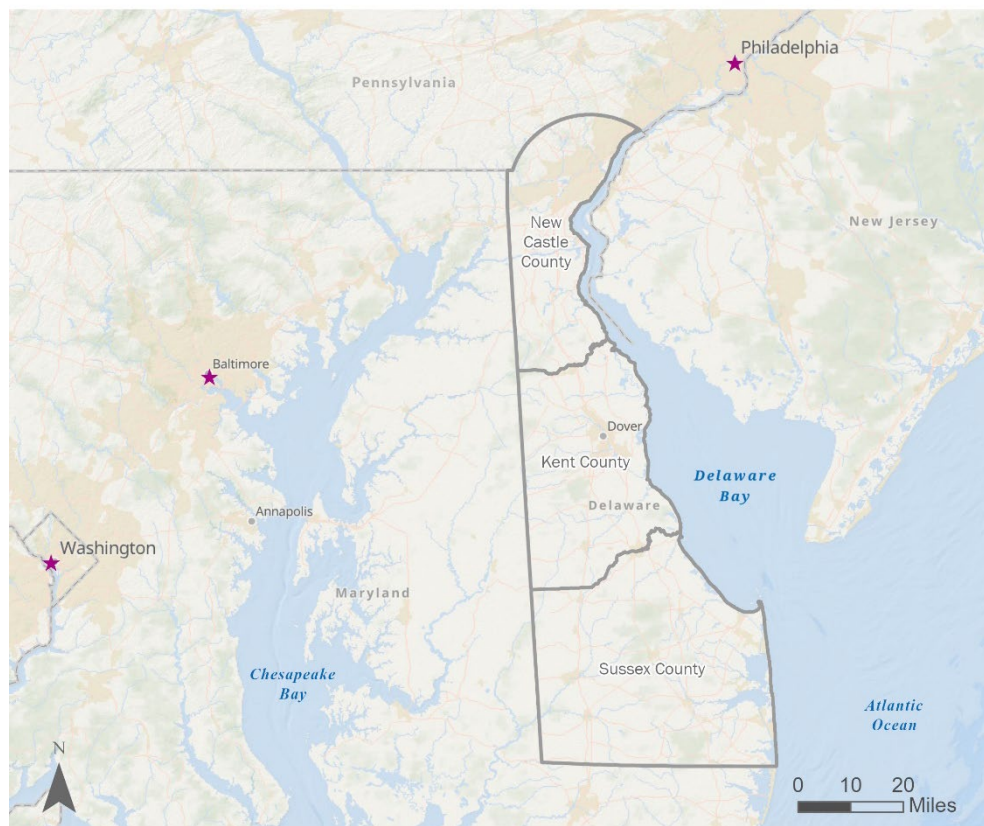 Philadelphia
Pennsylvania
New
Castle
County
New Jersey
Baltimore
Dover
Kent County
Delaware
Bay
Delaware
Annapolis
Washington
Maryland
Sussex County
Chesapeake
Bay
Atlantic
Ocean
N
0 10 20
Miles